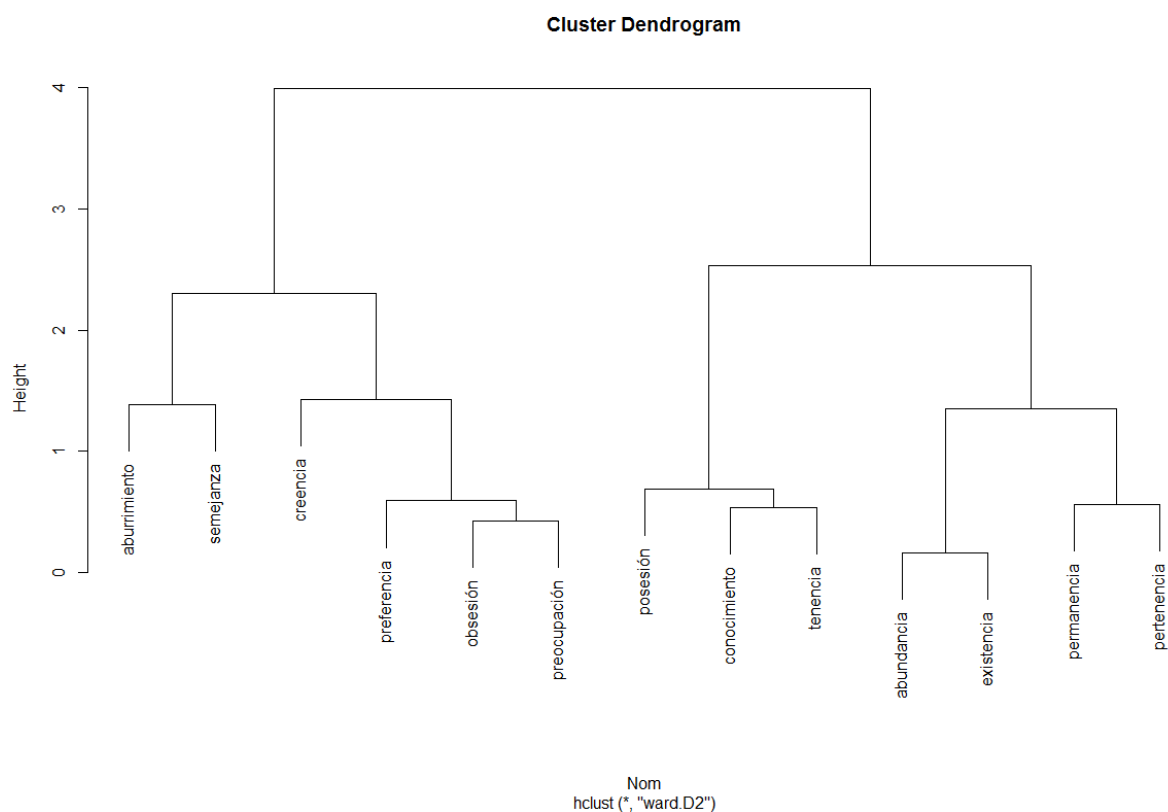 Cluster Dendrogram
Height
4
3
2
1
0
aburrimiento
semejanza
creencia
preferencia
obsesión
preocupación
posesión
conocimiento
tenencia
abundancia
existencia
permanencia
pertenencia
Nom
hclust (*, "ward.D2")